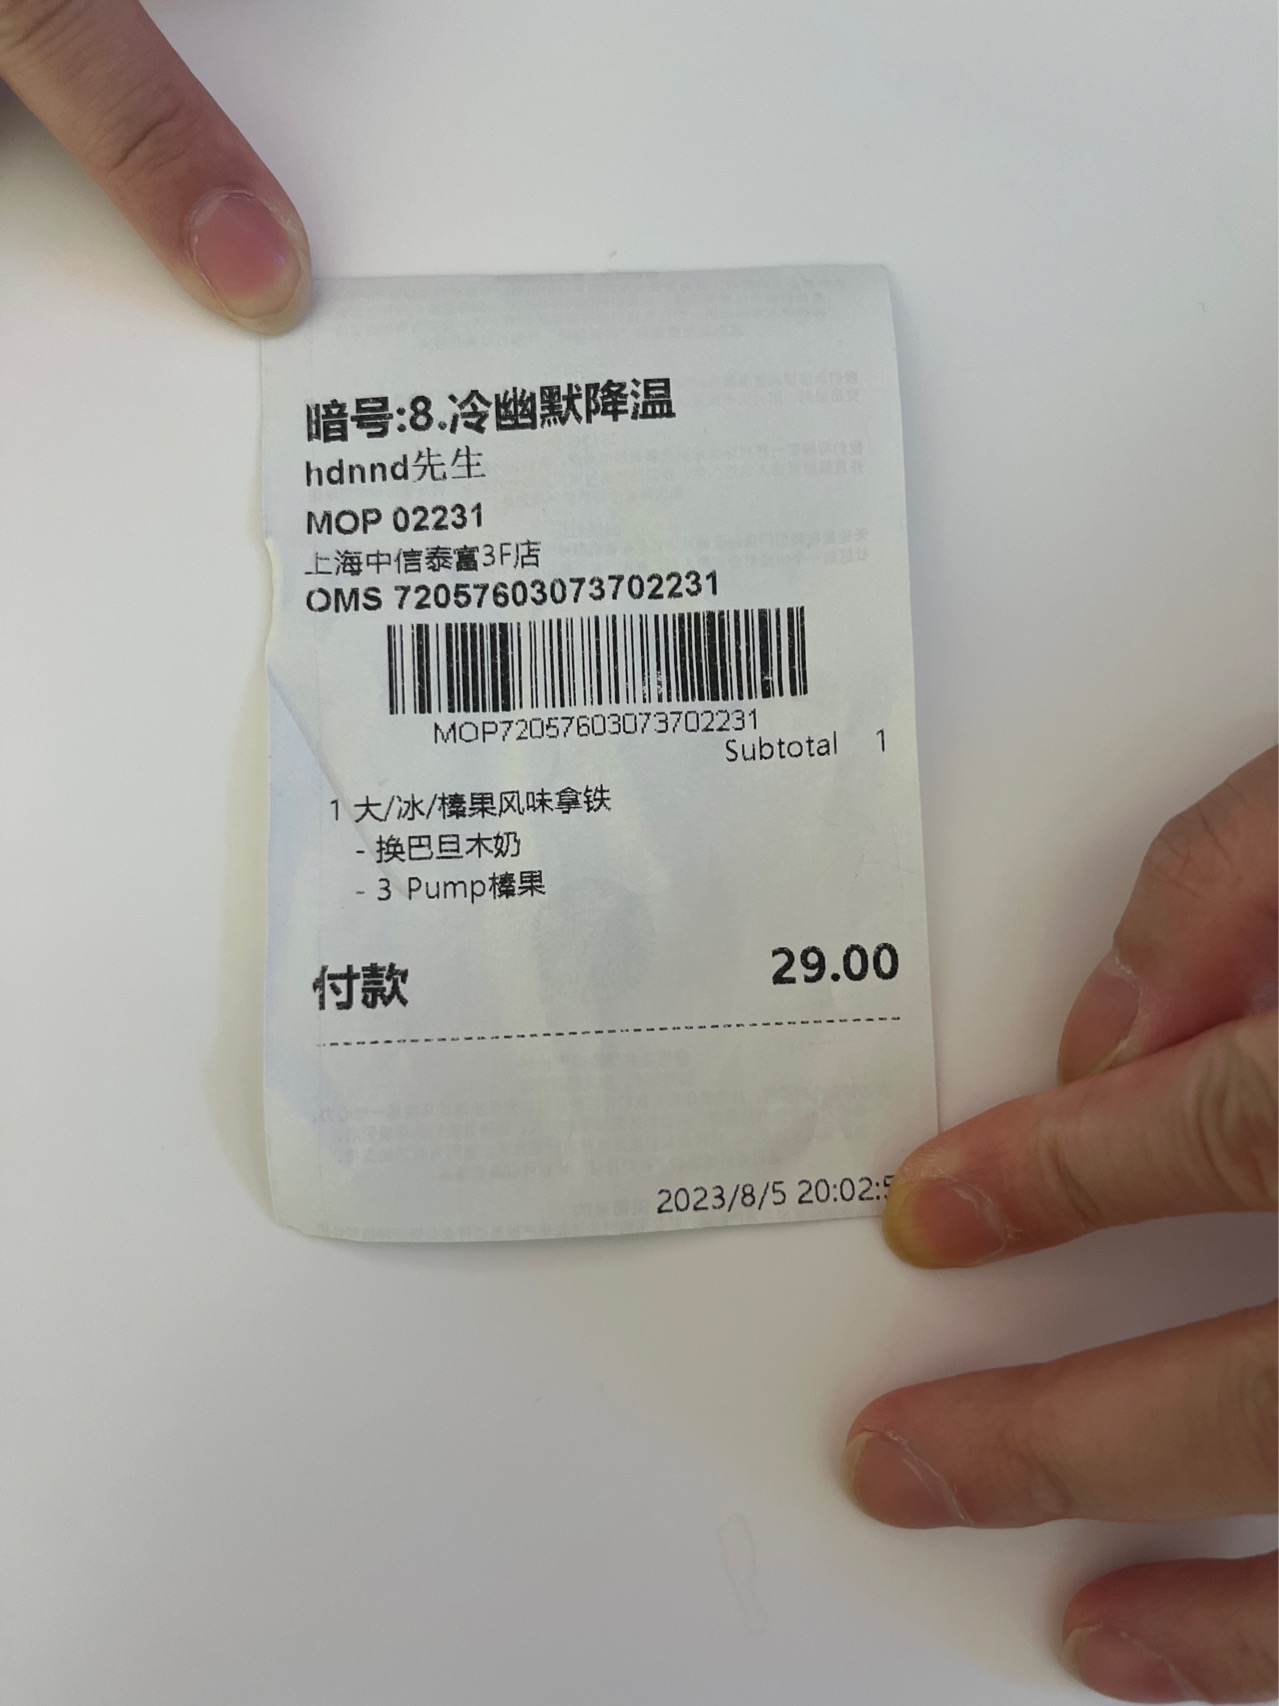 暗号:8.冷幽默降温
hdnnd先生
MOP 02231
上海中信泰富3F店
OMS 72057603073702231
MOP72057603073702231
Subtotal 1
1 大/冰/榛果风味拿铁
- 换巴旦木奶
- 3 Pump榛果
付款 29.00
2023/8/5 20:02:5